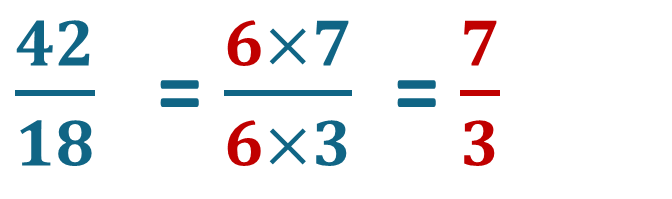 42 6×7 7
= =
18 6×3 3